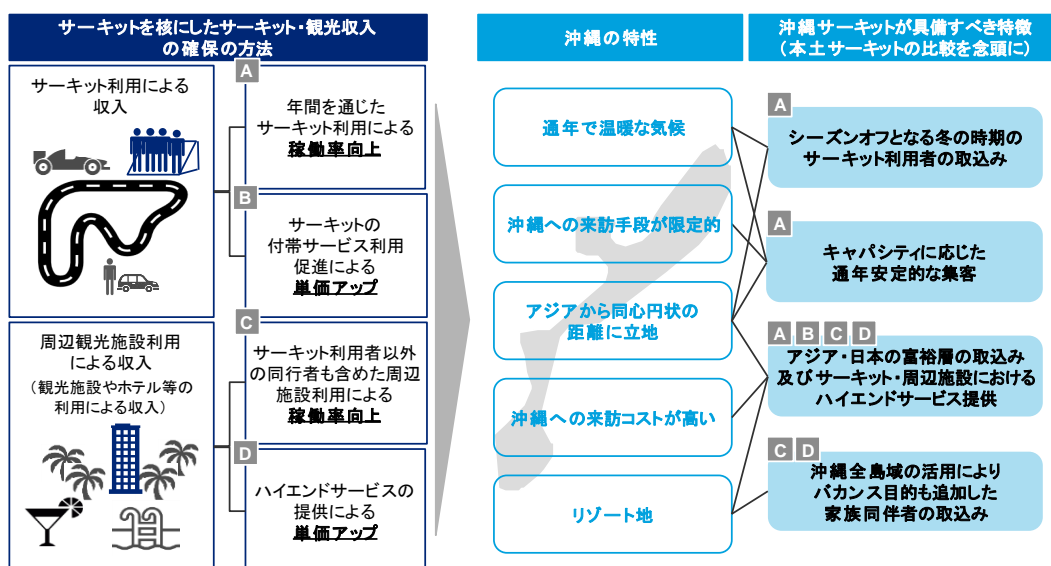 サーキットを核にしたサーキット・観光収入
の確保の方法
サーキット利用による
収入
A
年間を通じた
サーキット利用による
稼働率向上
B
サーキットの
付帯サービス利用
促進による
単価アップ
周辺観光施設利用
による収入
（観光施設やホテル等の
利用による収入）
C
サーキット利用者以外
の同行者も含めた周辺
施設利用による
稼働率向上
D
ハイエンドサービスの
提供による
単価アップ
沖縄の特性
通年で温暖な気候
沖縄への来訪手段が限定的
アジアから同心円状の
距離に立地
沖縄への来訪コストが高い
リゾート地
沖縄サーキットが具備すべき特徴
（本土サーキットの比較を念頭に）
A
シーズンオフとなる冬の時期の
サーキット利用者の取込み
A
キャパシティに応じた
通年安定的な集客
A B C D
アジア・日本の富裕層の取込み
及びサーキット・周辺施設における
ハイエンドサービス提供
C D
沖縄全島域の活用により
バカンス目的も追加した
家族同伴者の取込み